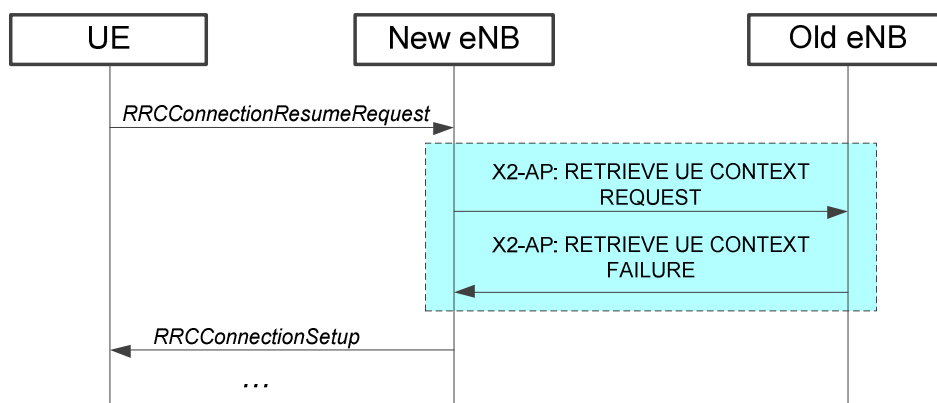 UE
New eNB
Old eNB
RRCConnectionResumeRequest
X2-AP: RETRIEVE UE CONTEXT
REQUEST
X2-AP: RETRIEVE UE CONTEXT
FAILURE
RRCConnectionSetup
...